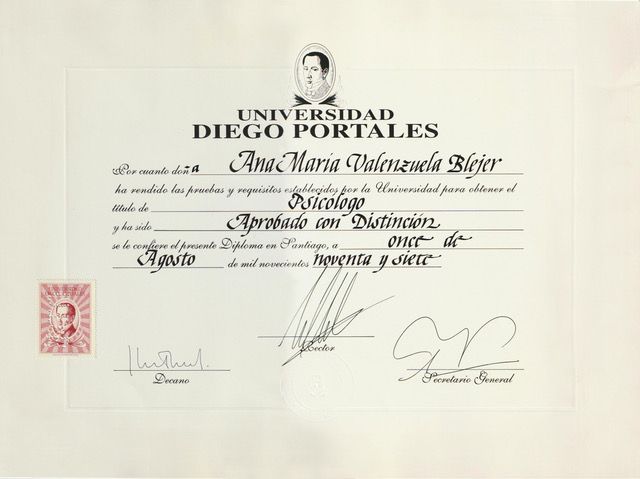 UNIVERSIDAD
DIEGO PORTALES
Por cuanto doña Ana María Valenzuela Blejer
ha rendido las pruebas y requisitos establecidos por la Universidad para obtener el
título de Psicólogo
y ha sido Aprobado con Distinción
se le confiere el presente Diploma en Santiago, a once de
Agosto de mil novecientos noventa y siete
Rector
Decano
Secretario General